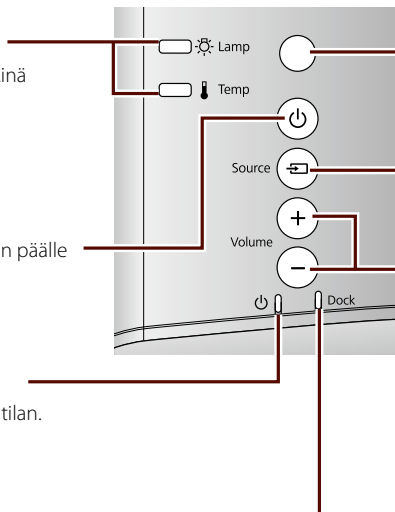 Lamp
inä
Temp
Source
n päälle
Volume
+
−
Dock
tilan.